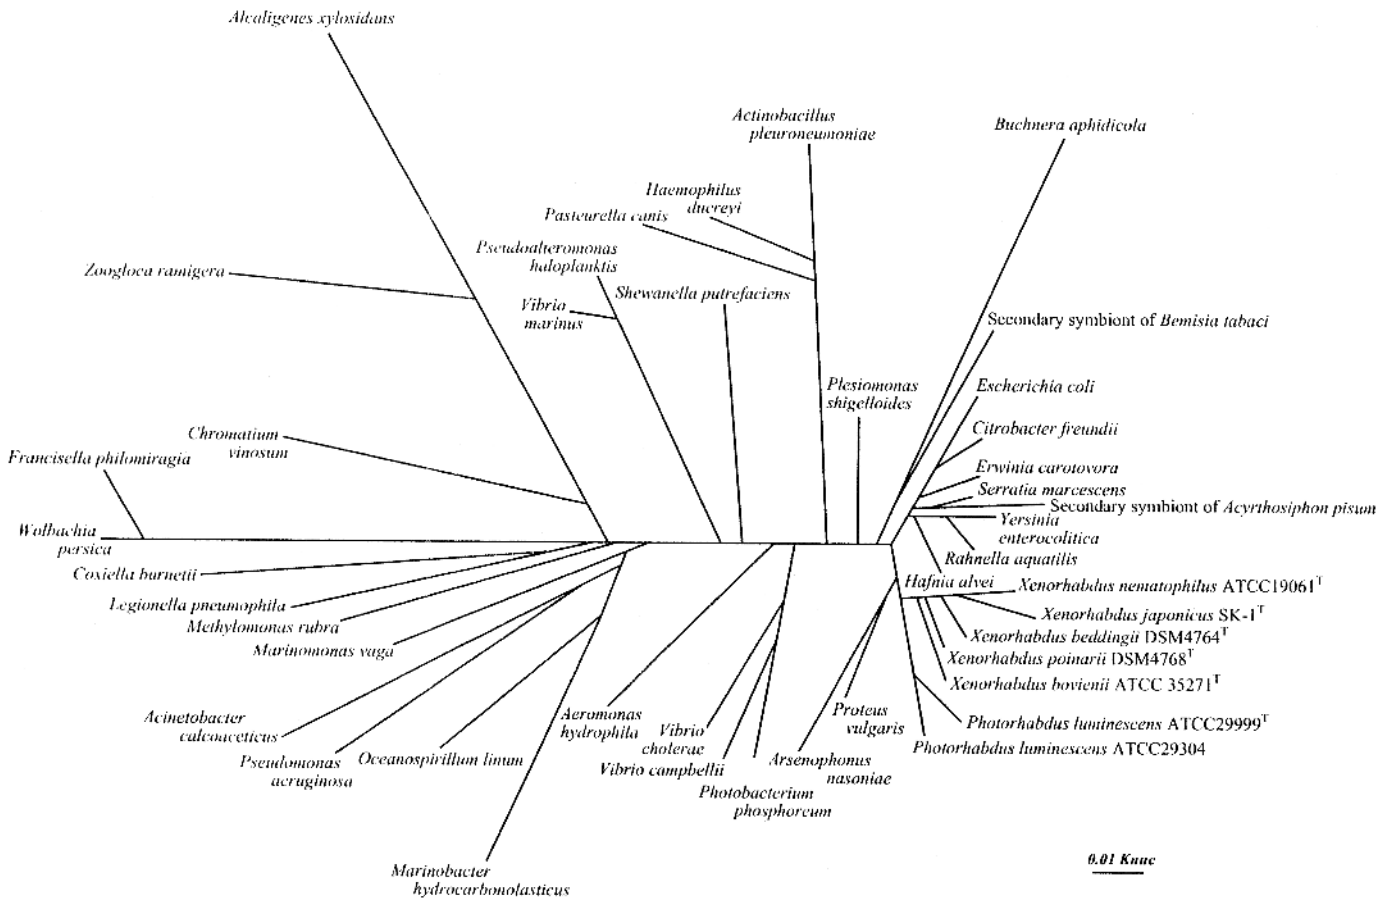 Alcaligenes xylosidans
Actinobacillus
pleuroneumoniae
Buchnera aphidicola
Haemophilus
ducreyi
Pasteurella canis
Pseudoalteromonas
haloplanktis
Zoogloca ramigera
Shewanella putrefaciens
Vibrio
marinus
Secondary symbiont of Bemisia tabaci
Plesiomonas
shigelloides
Escherichia coli
Citrobacter freundii
Chromatium
vinosum
Francisella philomiragia
Erwinia carotovora
Serratia marcescens
Secondary symbiont of Acyrthosiphon pisum
Yersinia
enterocolitica
Wolbachia
persica
Rahnella aquatilis
Coxiella burnetii
Hafnia alvei
Xenorhabdus nematophilus ATCC19061T
Legionella pneumophila
Xenorhabdus japonicus SK-1T
Methylomonas rubra
Xenorhabdus beddingii DSM4764T
Marinomonas vaga
Xenorhabdus poinarii DSM4768T
Xenorhabdus bovienii ATCC 35271T
Acinetobacter
calcoaceticus
Aeromonas
hydrophila
Proteus
vulgaris
Photorhabdus luminescens ATCC29999T
Vibrio
cholerae
Photorhabdus luminescens ATCC29304
Pseudomonas
aeruginosa
Oceanospirillum linum
Vibrio campbellii
Arsenophonus
nasoniae
Photobacterium
phosphoreum
Marinobacter
hydrocarbonolasticus
0.01 Knuc